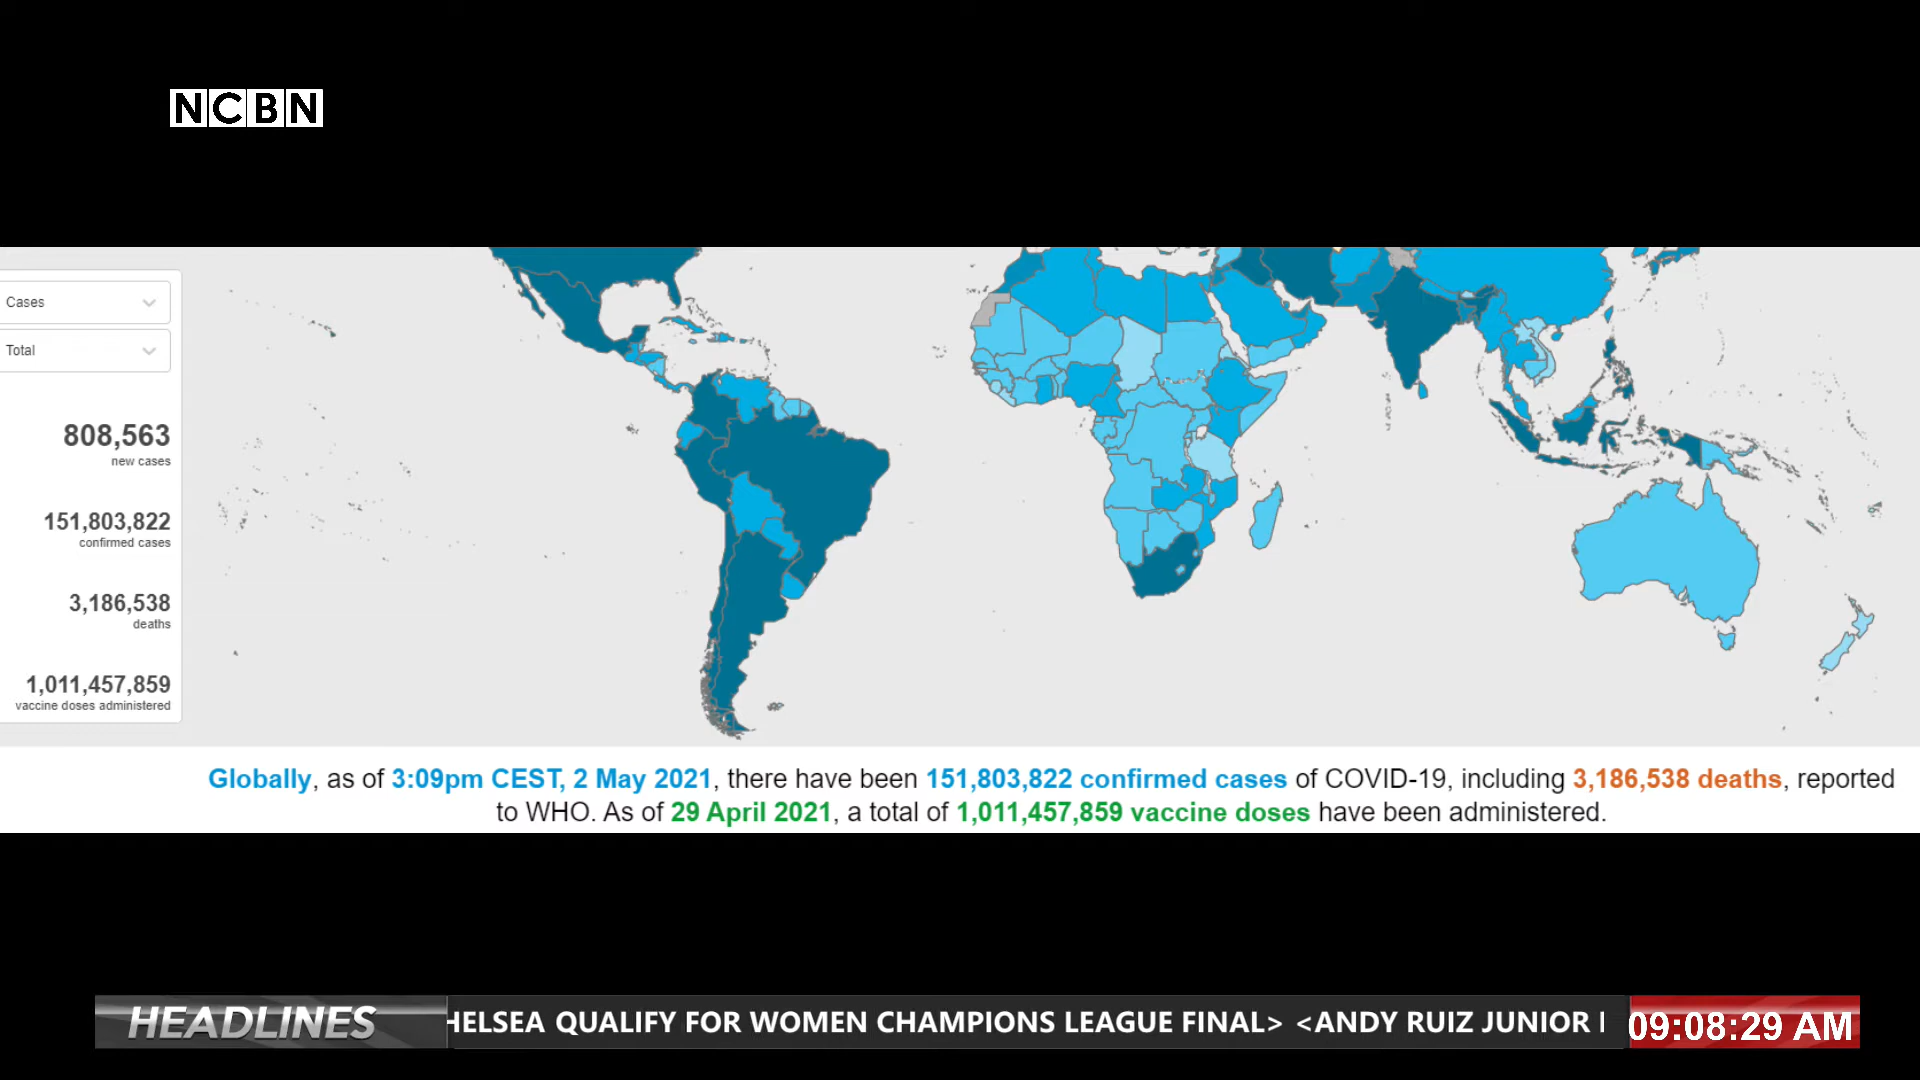 NCBN
Cases
Total
808,563
new cases
151,803,822
confirmed cases
3,186,538
deaths
1,011,457,859
vaccine doses administered
Globally, as of 3:09pm CEST, 2 May 2021, there have been 151,803,822 confirmed cases of COVID-19, including 3,186,538 deaths, reported
to WHO. As of 29 April 2021, a total of 1,011,457,859 vaccine doses have been administered.
HEADLINES
HELSEA QUALIFY FOR WOMEN CHAMPIONS LEAGUE FINAL> <ANDY RUIZ JUNIOR
09:08:29 AM